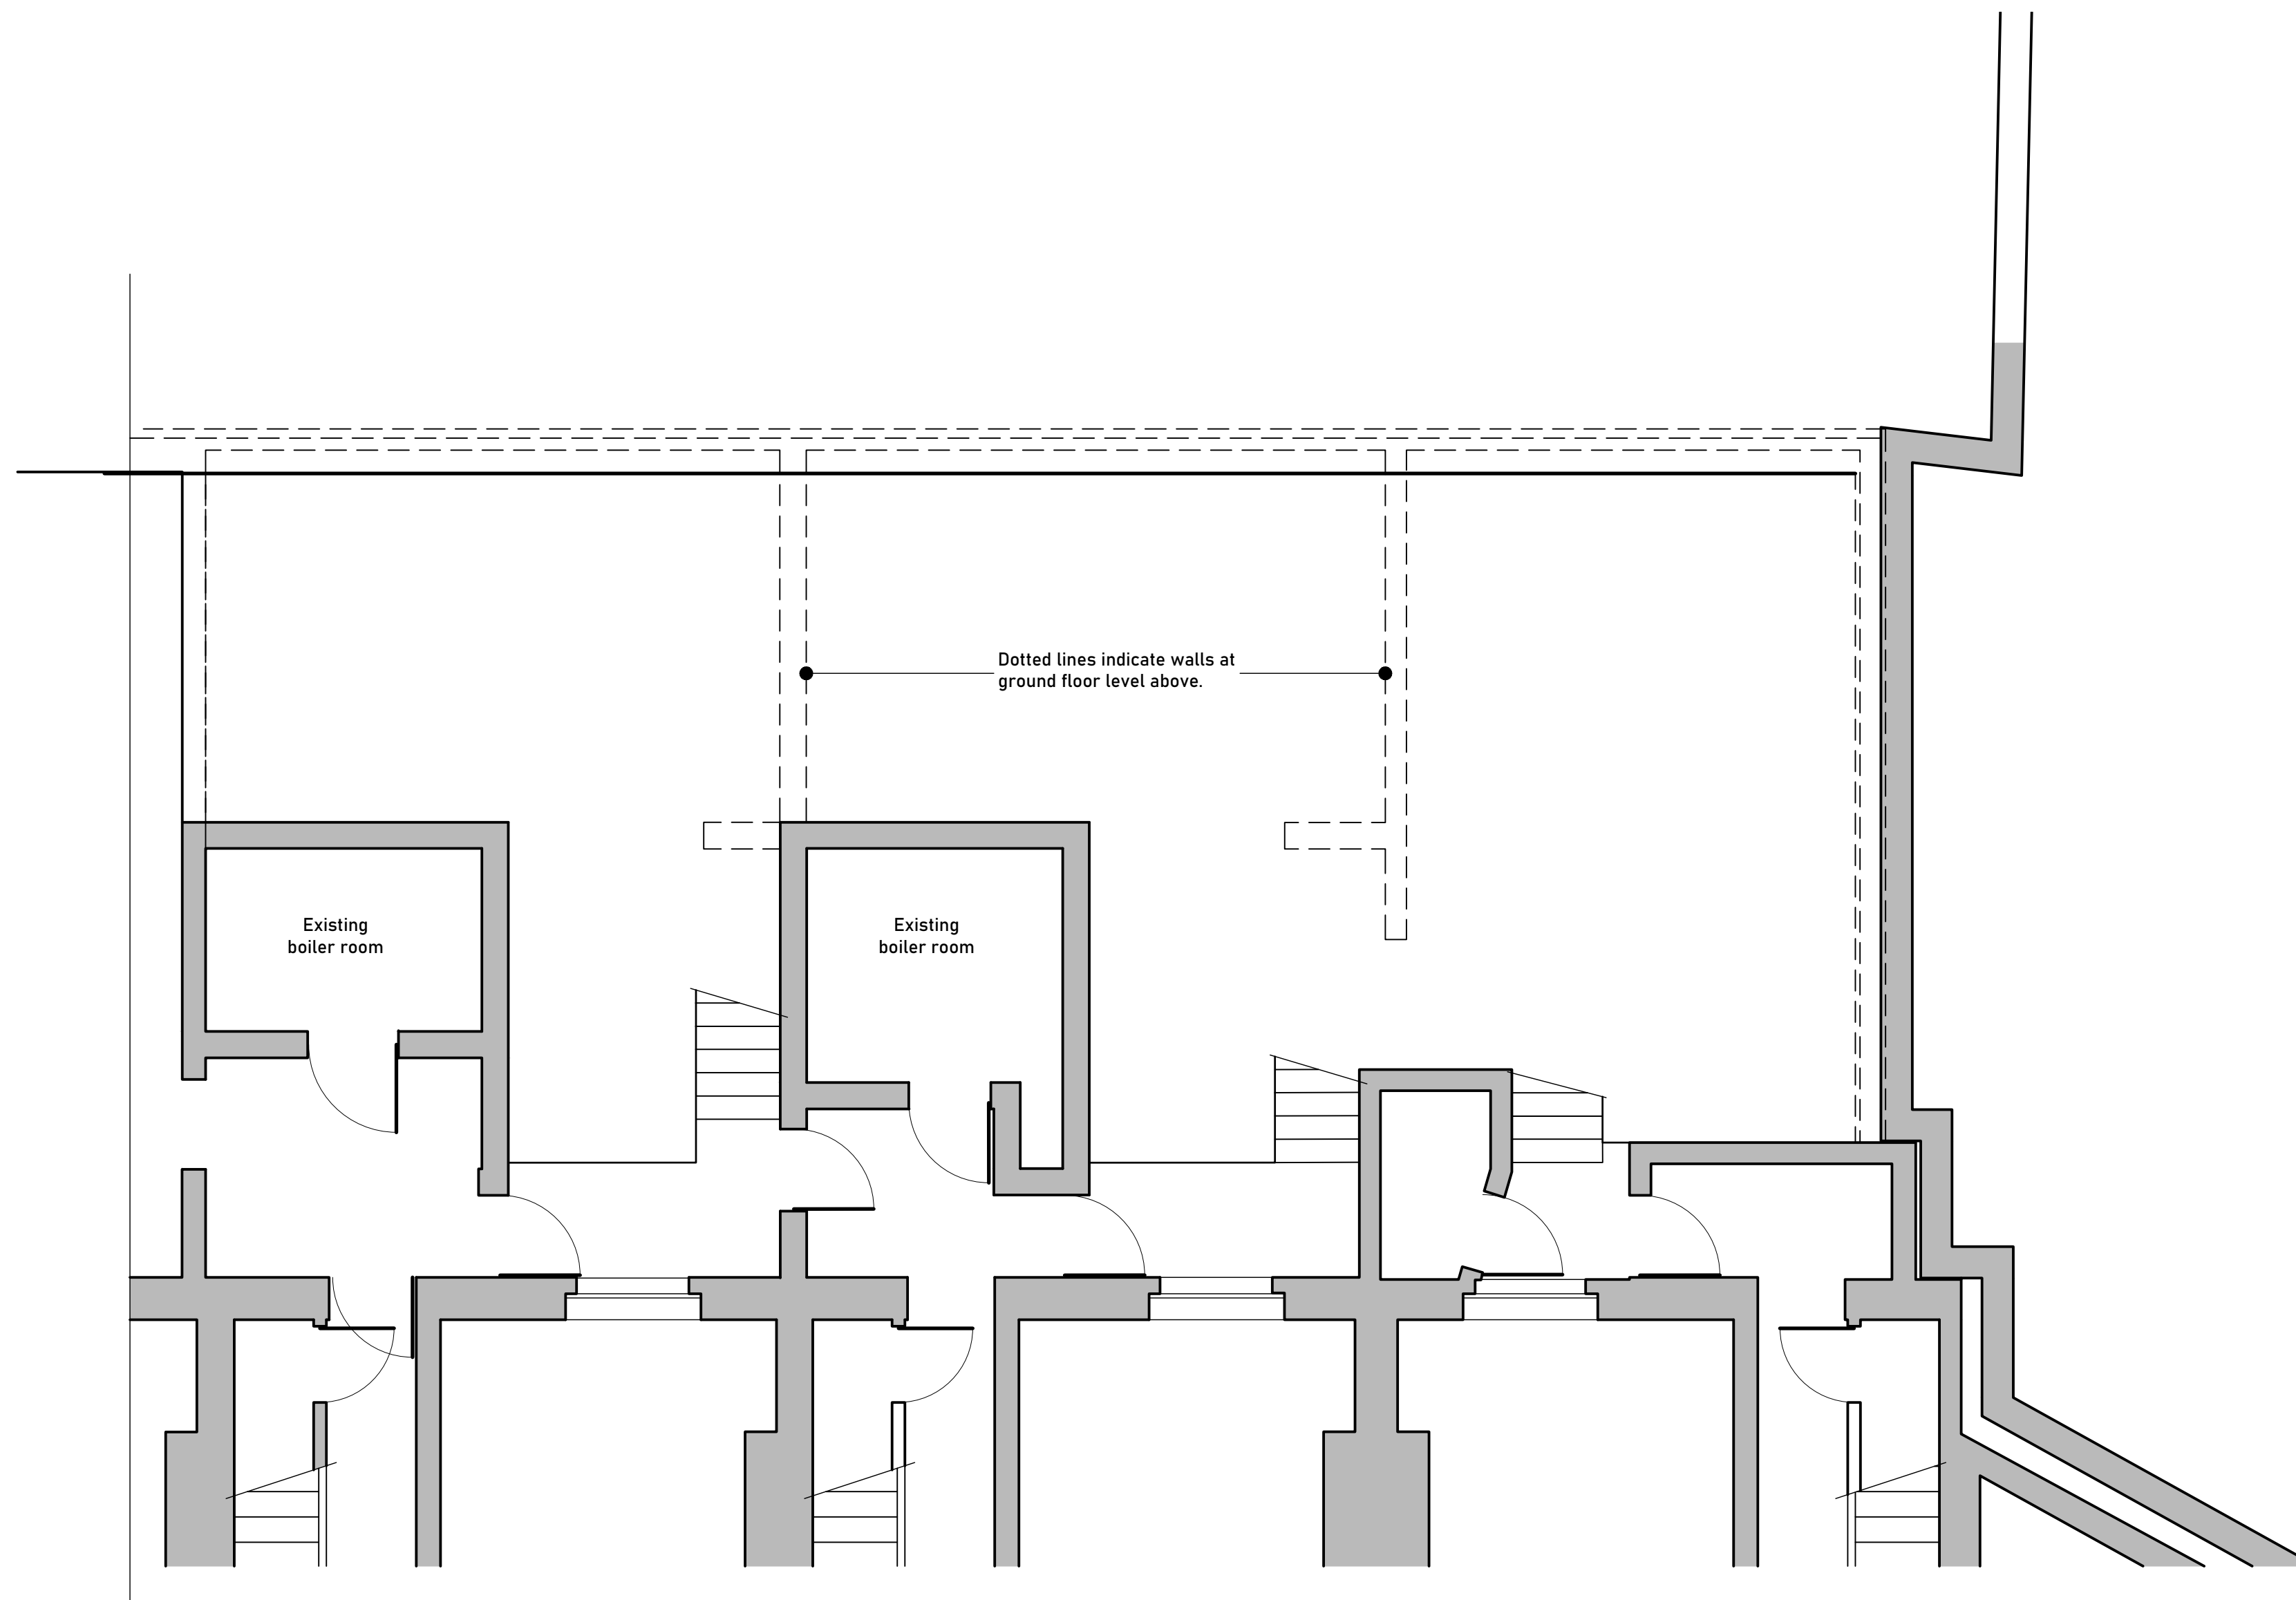 Dotted lines indicate walls at
ground floor level above.
Existing
boiler room
Existing
boiler room